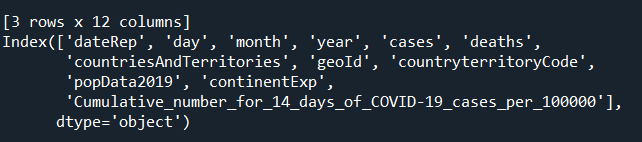 [3 rows x 12 columns]
Index(['dateRep', 'day', 'month', 'year', 'cases', 'deaths',
       'countriesAndTerritories', 'geoId', 'countryterritoryCode',
       'popData2019', 'continentExp',
       'Cumulative_number_for_14_days_of_COVID-19_cases_per_100000'],
      dtype='object')